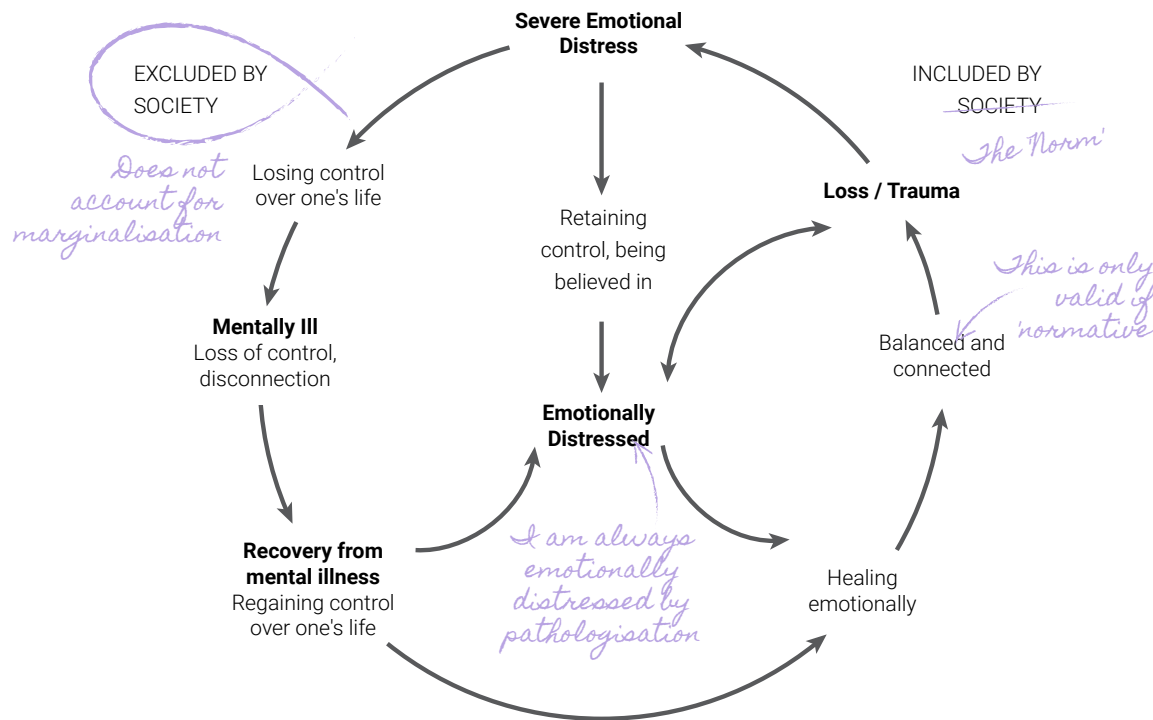 Severe Emotional
Distress
EXCLUDED BY
SOCIETY
INCLUDED BY
SOCIETY
The 'Norm'
Does not
account for
marginalisation
Losing control
over one's life
Retaining
control, being
believed in
Loss / Trauma
This is only
valid if
'normative
Mentally Ill
Loss of control,
disconnection
Balanced and
connected
Emotionally
Distressed
I am always
emotionally
distressed by
pathologisation
Recovery from
mental illness
Regaining control
over one's life
Healing
emotionally